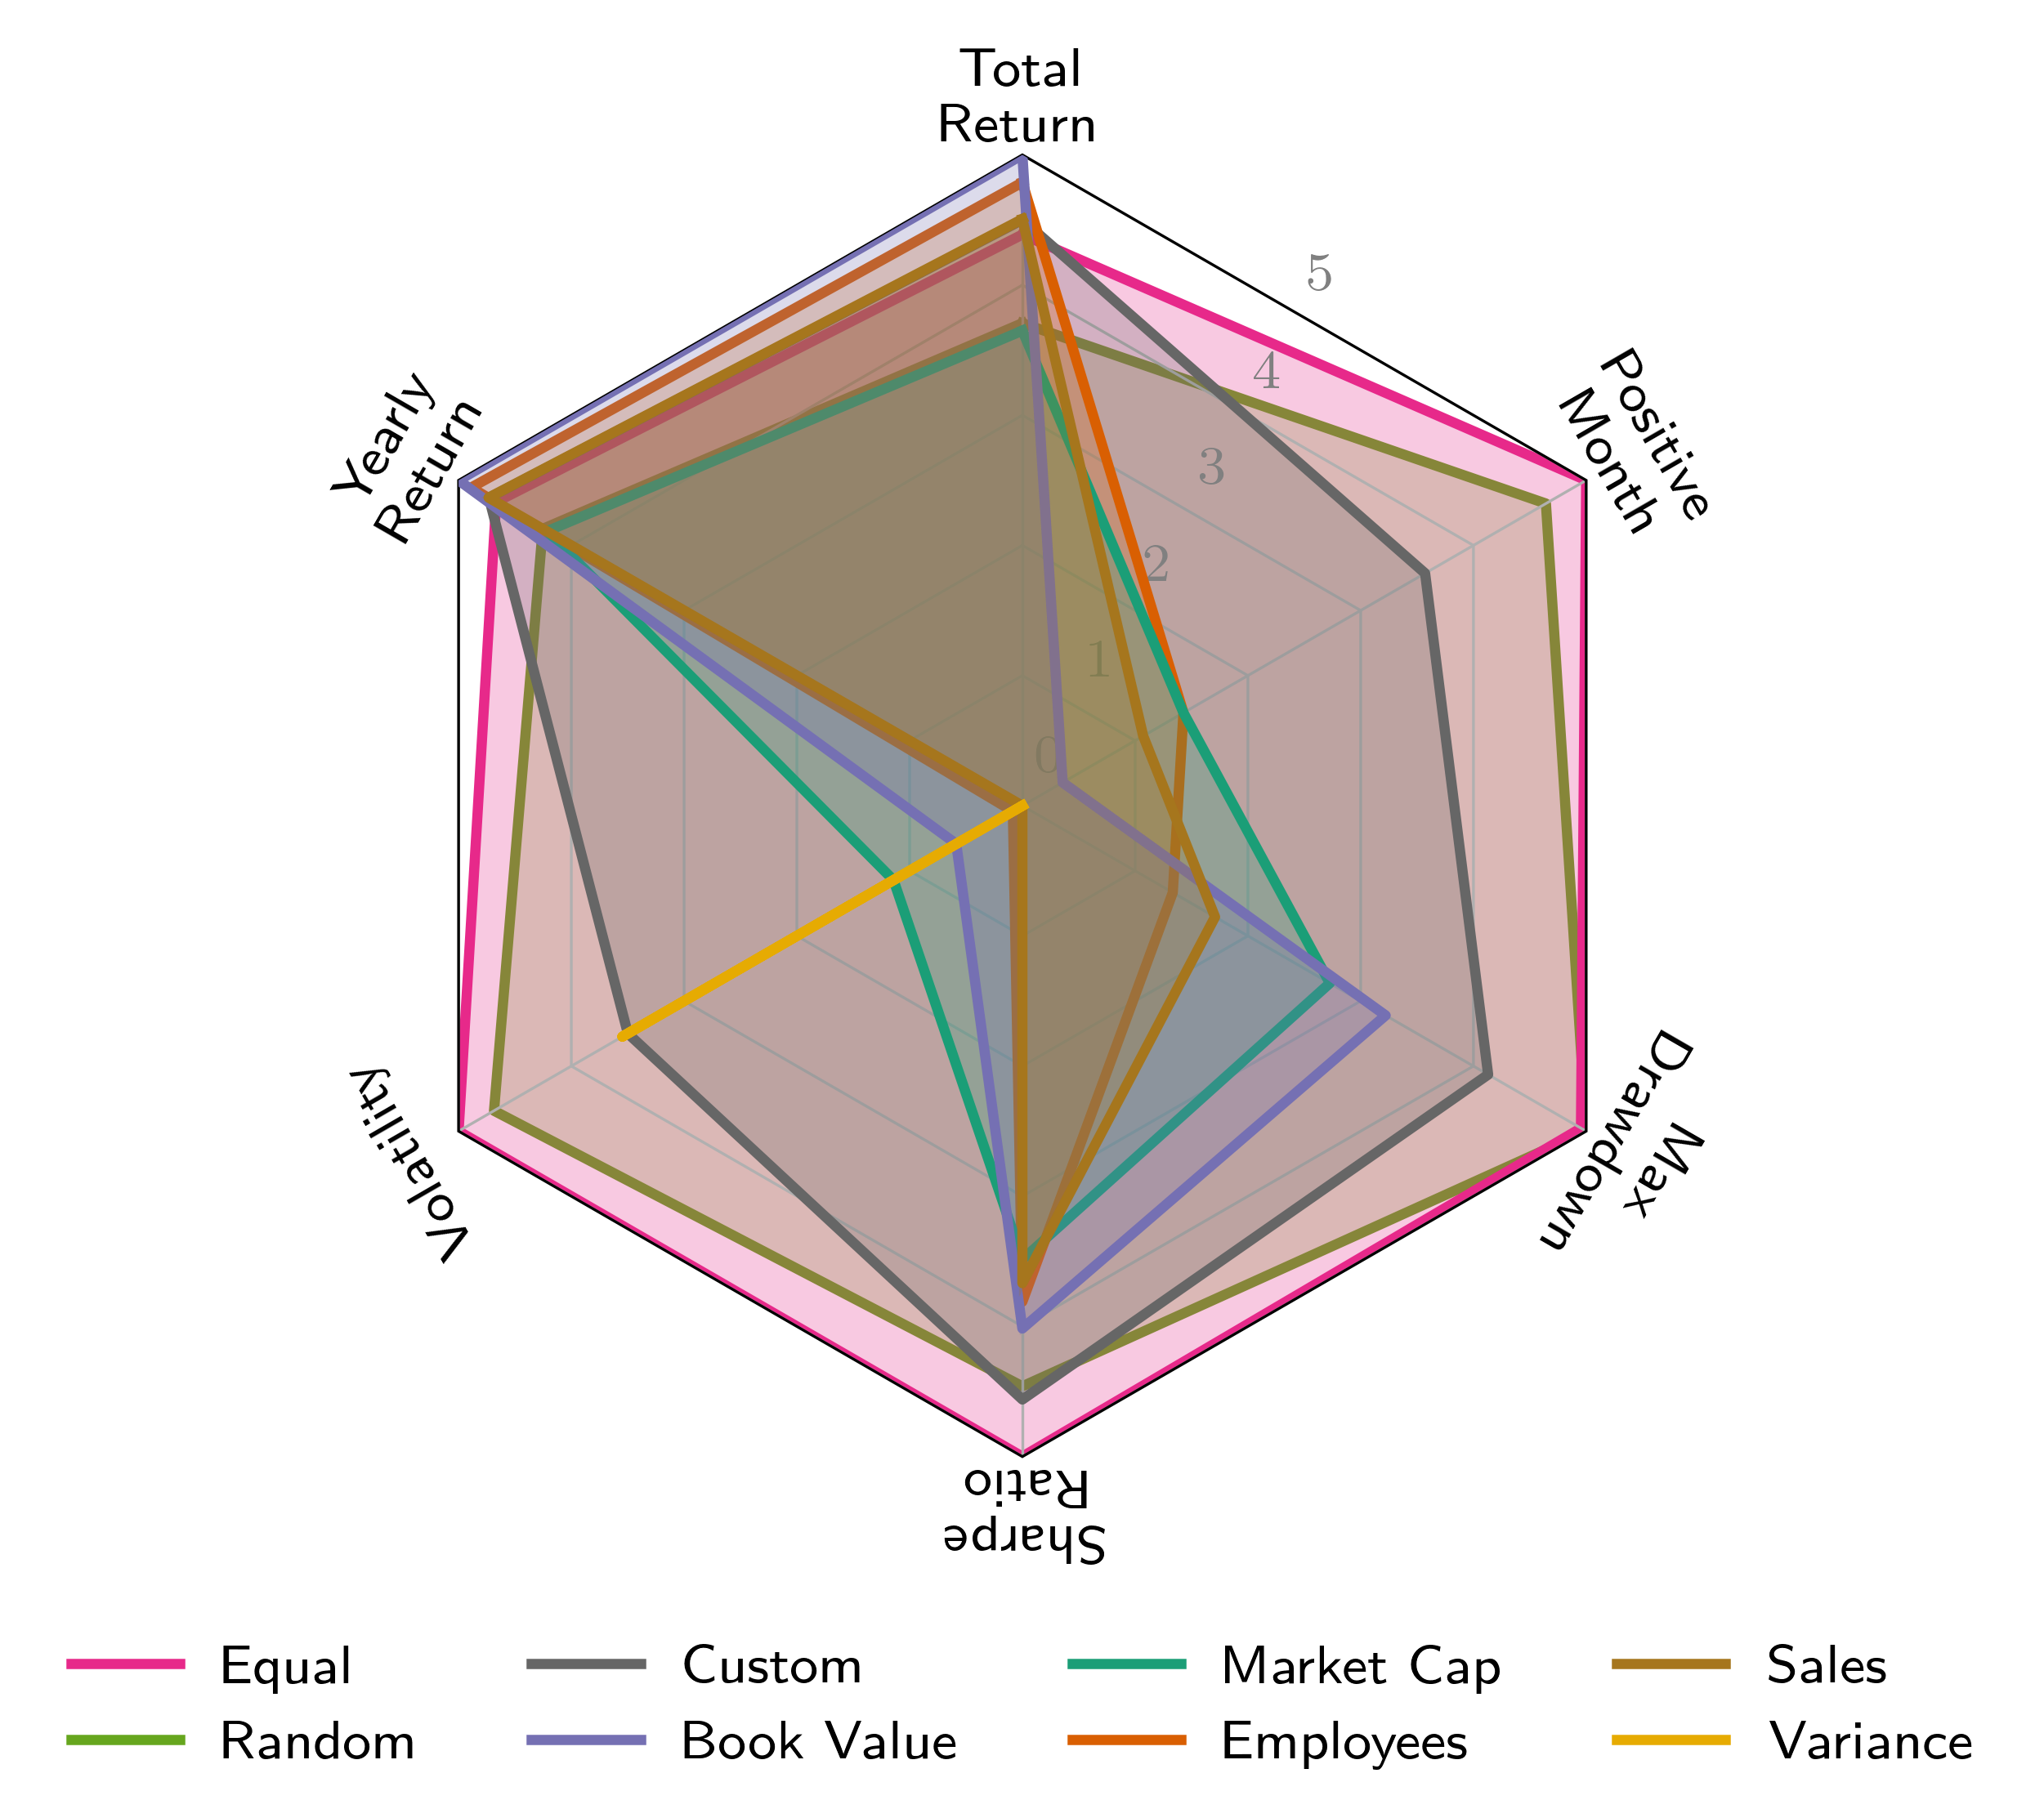 Total
Return
5
4
3
2
1
0
Positive
Month
Yearly
Return
Max
Drawdown
Volatility
Sharpe
Ratio
Equal
Custom
Market Cap
Sales
Random
Book Value
Employees
Variance